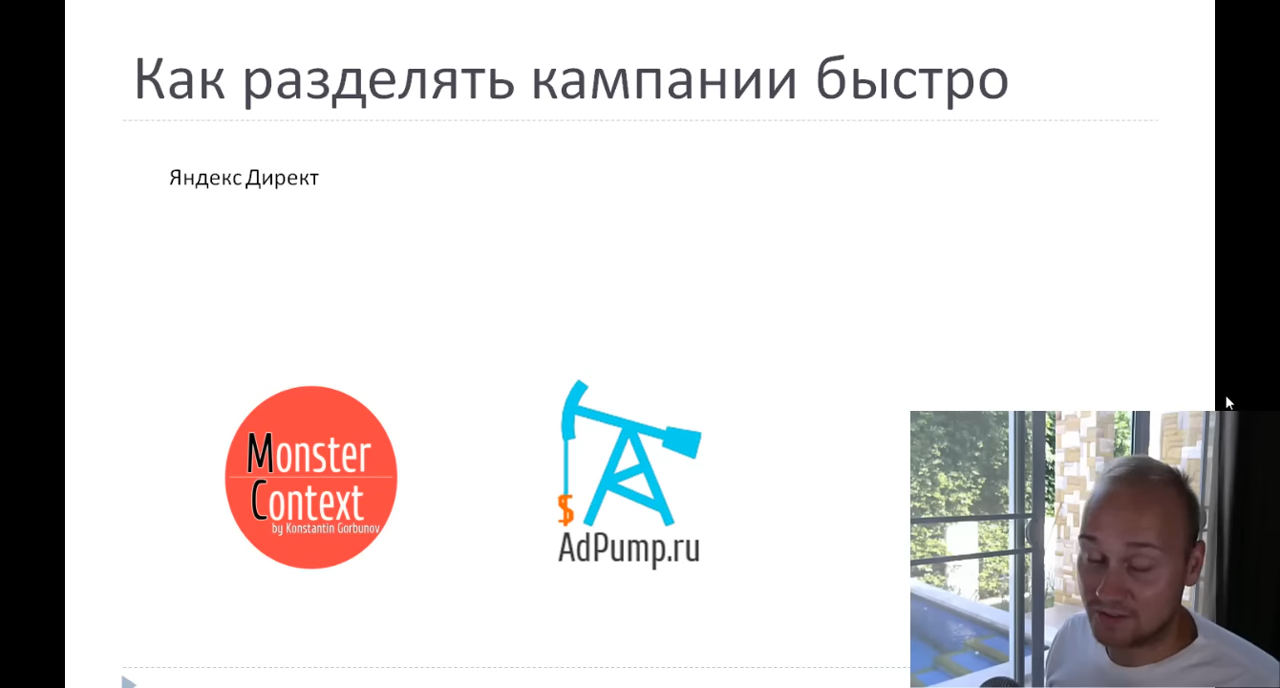 Как разделять кампании быстро
Яндекс Директ
Monster
Context
by Konstantin Gorbunov
$
AdPump.ru